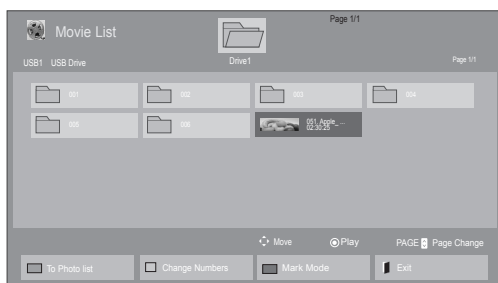 Page 1/1
Movie List
USB1 USB Drive
Drive1
Page 1/1
001 002 003 004
005 006 051. Apple_ ...
02:30:25
Move Play PAGE Page Change
To Photo list Change Numbers Mark Mode Exit